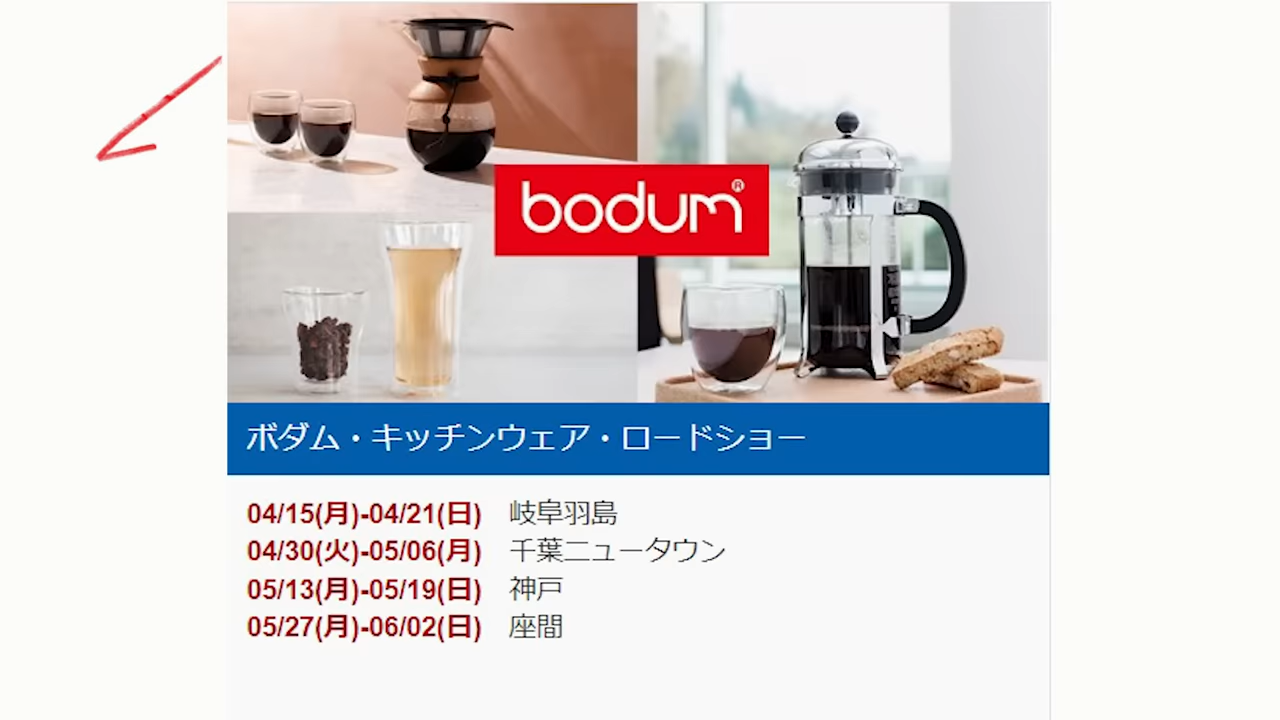 bodum®
ボダム・キッチンウェア・ロードショー
04/15(月)-04/21(日) 岐阜羽島
04/30(火)-05/06(月) 千葉ニュータウン
05/13(月)-05/19(日) 神戸
05/27(月)-06/02(日) 座間